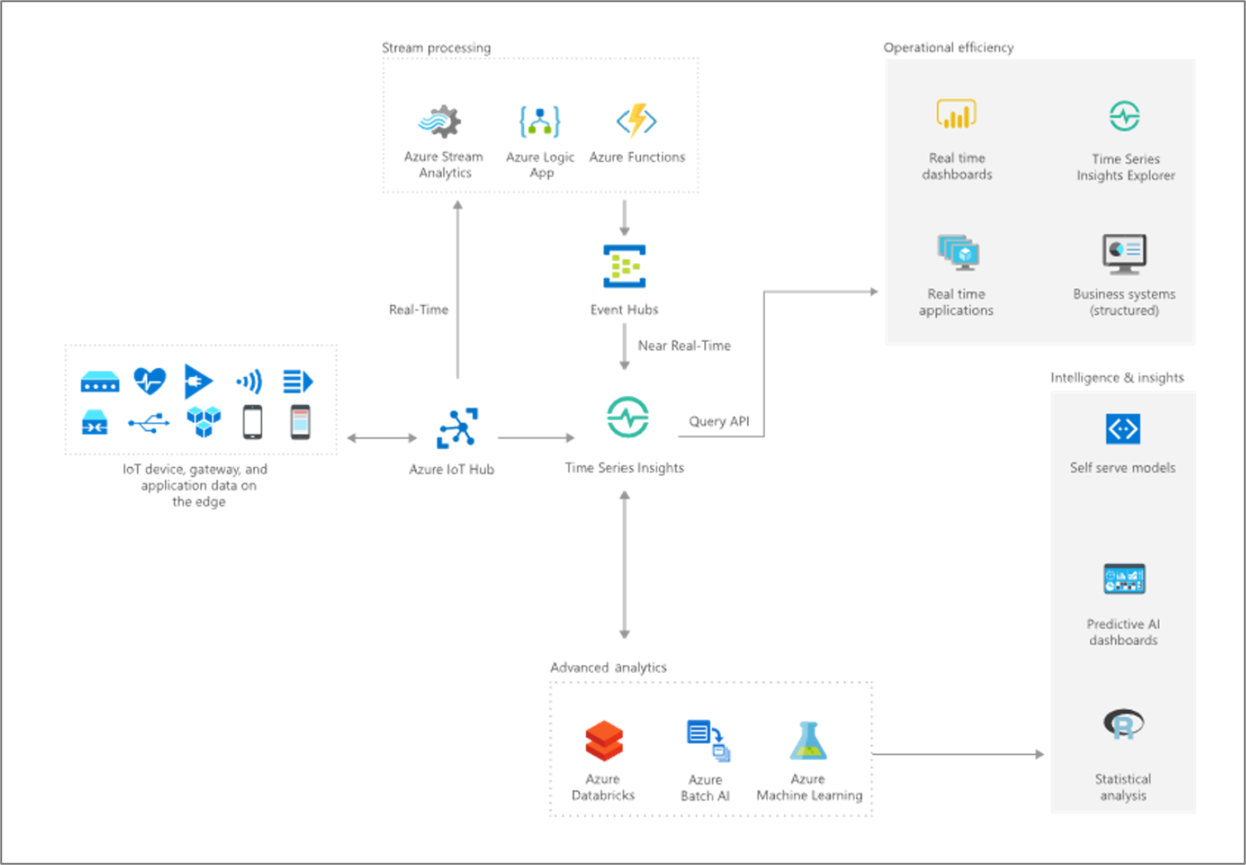 Stream processing
Azure Stream
Analytics
Azure Logic
App
Azure Functions
Operational efficiency
Real time
dashboards
Time Series
Insights Explorer
Real time
applications
Business systems
(structured)
Real-Time
Event Hubs
Near Real-Time
Query API
IoT device, gateway, and
application data on
the edge
Azure IoT Hub
Time Series Insights
Intelligence & insights
Self serve models
Predictive AI
dashboards
R
Statistical
analysis
Advanced analytics
Azure
Databricks
Azure
Batch AI
Azure
Machine Learning